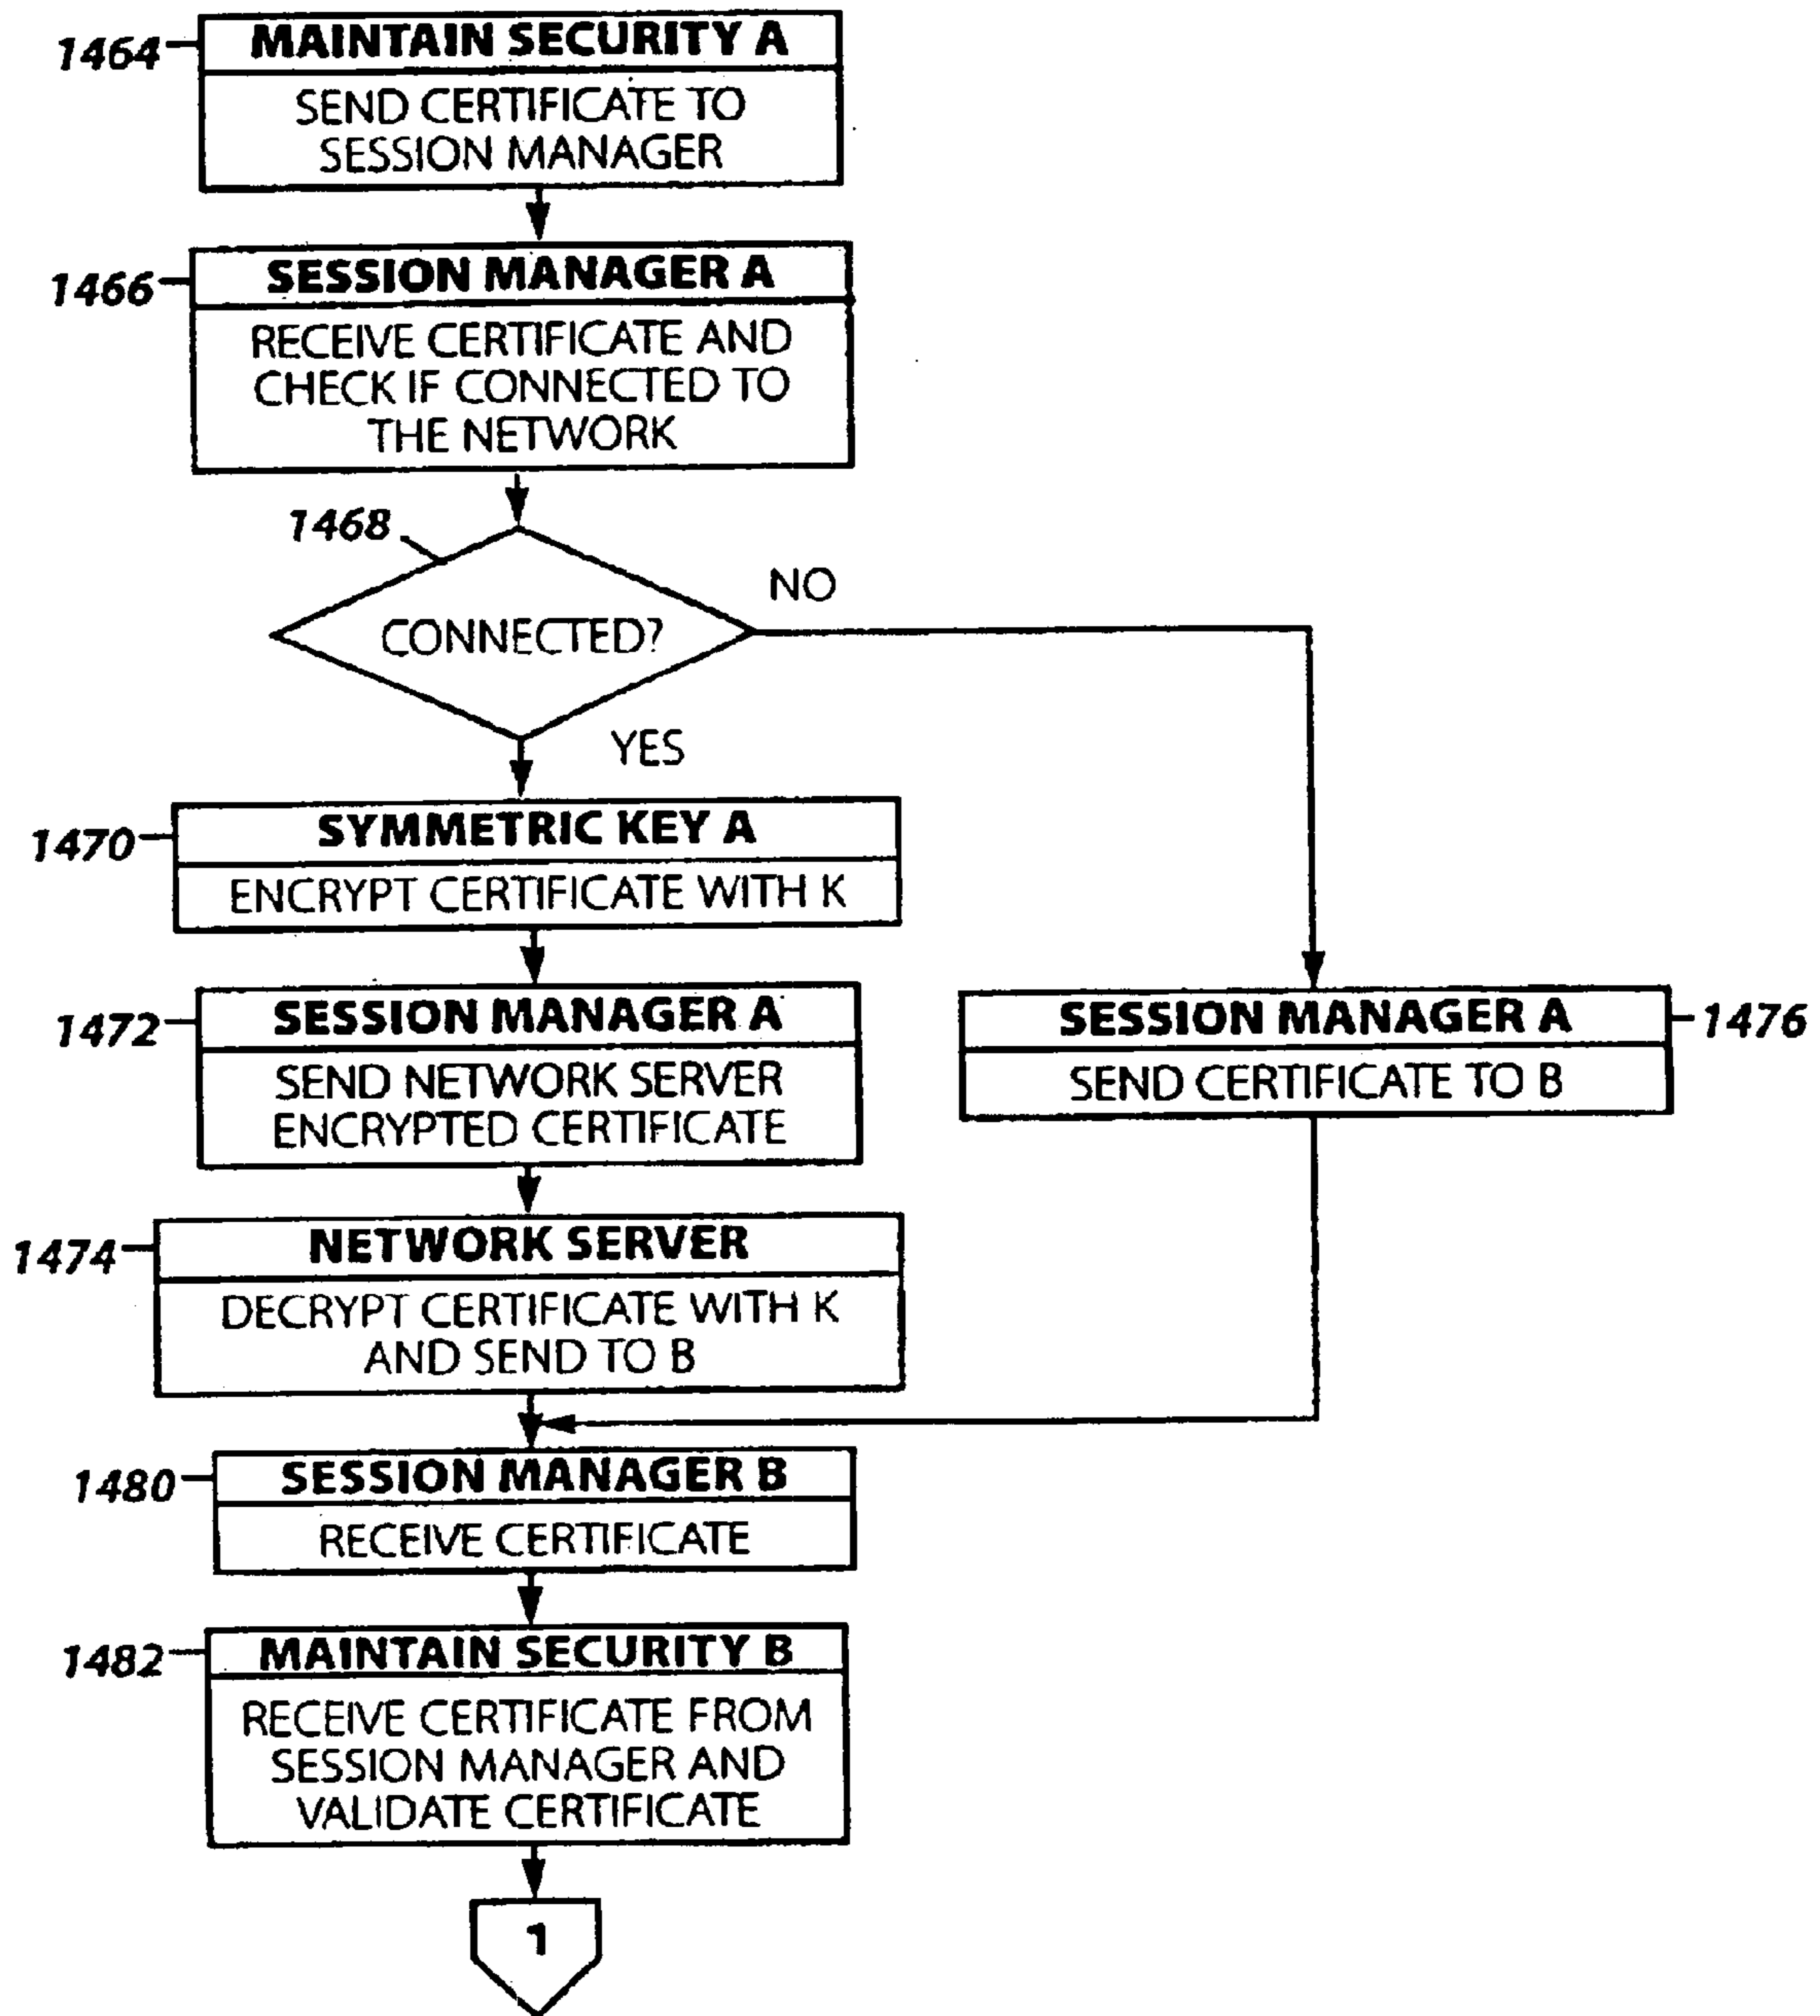 1464
MAINTAIN SECURITY A
SEND CERTIFICATE TO
SESSION MANAGER
1466
SESSION MANAGER A
RECEIVE CERTIFICATE AND
CHECK IF CONNECTED TO
THE NETWORK
1468
CONNECTED?
NO
YES
1470
SYMMETRIC KEY A
ENCRYPT CERTIFICATE WITH K
1472
SESSION MANAGER A
SEND NETWORK SERVER
ENCRYPTED CERTIFICATE
SESSION MANAGER A
1476
SEND CERTIFICATE TO B
1474
NETWORK SERVER
DECRYPT CERTIFICATE WITH K
AND SEND TO B
1480
SESSION MANAGER B
RECEIVE CERTIFICATE
1482
MAINTAIN SECURITY B
RECEIVE CERTIFICATE FROM
SESSION MANAGER AND
VALIDATE CERTIFICATE
1